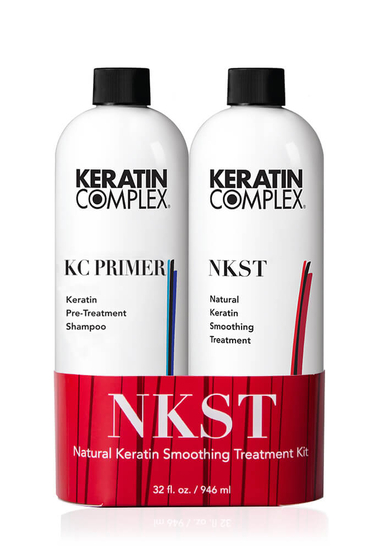 KERATIN
COMPLEX®
KC PRIMER
Keratin
Pre-Treatment
Shampoo
KERATIN
COMPLEX®
NKST
Natural
Keratin
Smoothing
Treatment
NKST
Natural Keratin Smoothing Treatment Kit
32 fl. oz. / 946 ml